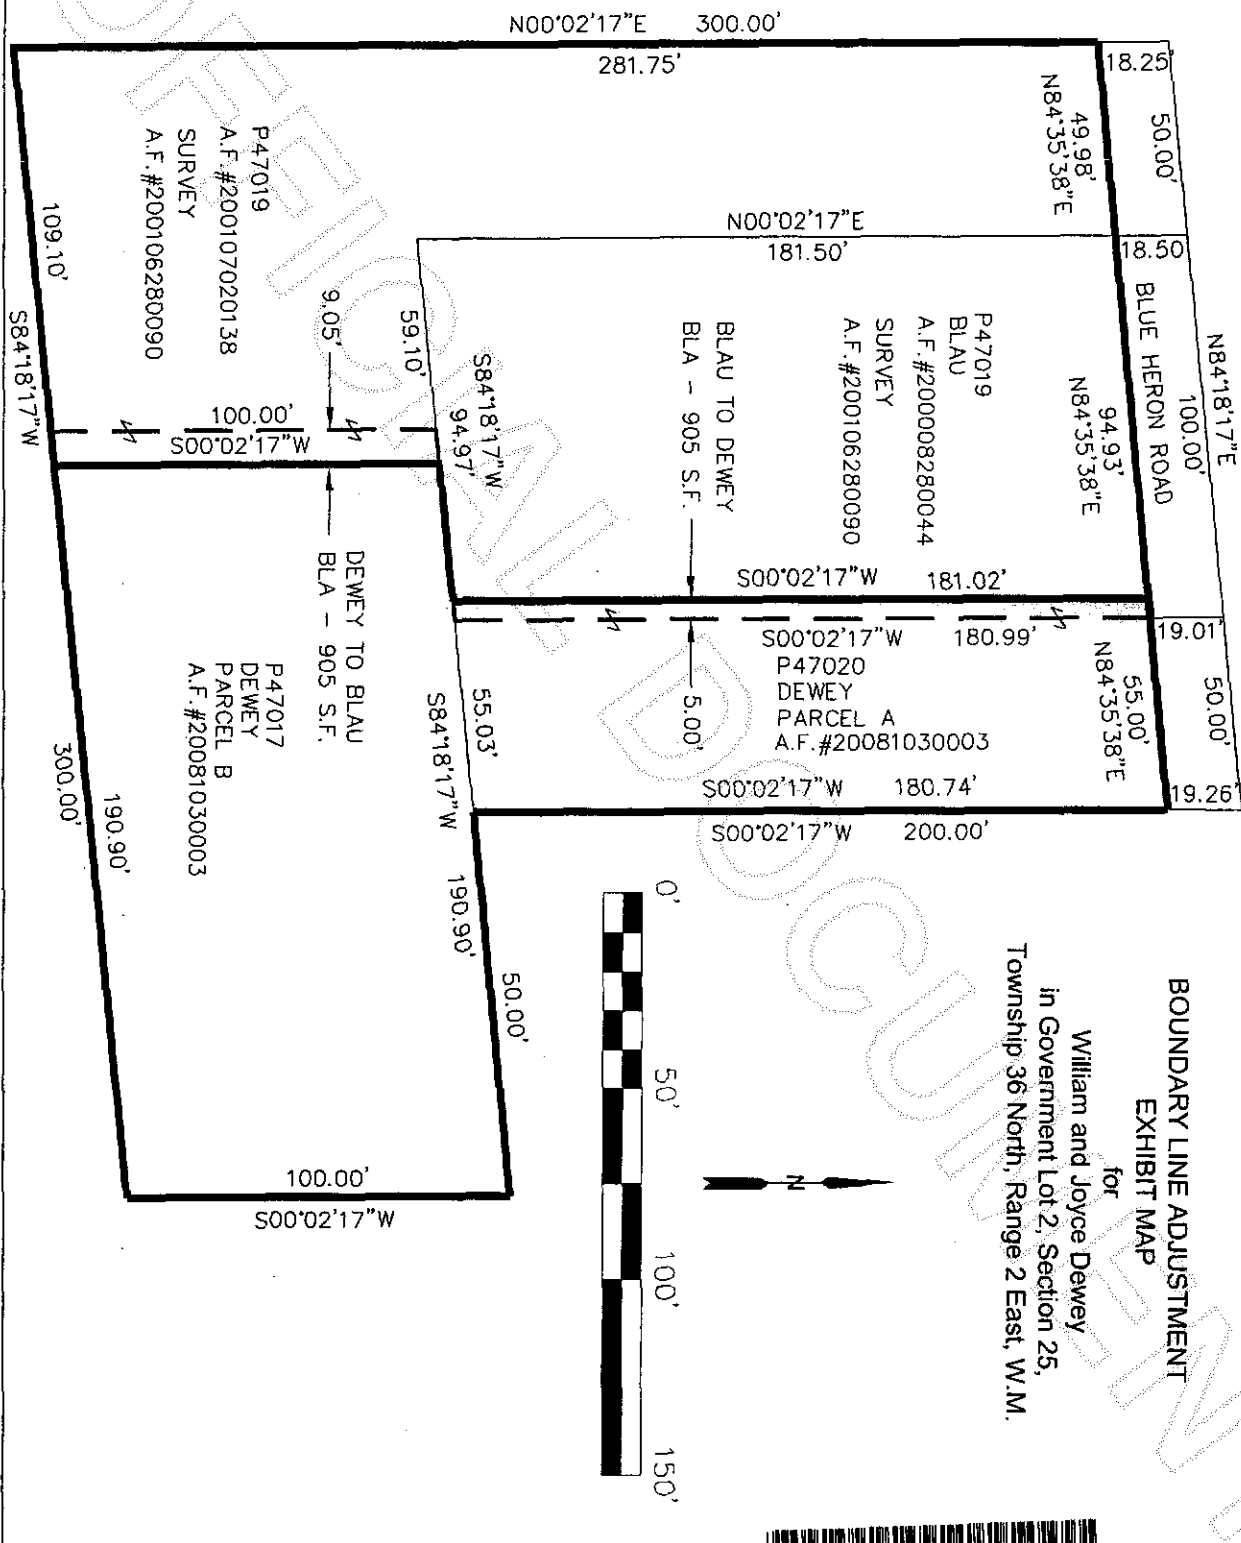 BOUNDARY LINE ADJUSTMENT
EXHIBIT MAP
for
William and Joyce Dewey
in Government Lot 2, Section 25,
Township 36 North, Range 2 East, W.M.
N00°02'17"E 300.00'
281.75'
18.25'
50.00'
49.98'
N84°35'38"E
N84°18'17"E
100.00'
18.50
BLUE HERON ROAD
94.93'
N84°35'38"E
19.01'
50.00'
55.00'
N84°35'38"E
19.26'
N00°02'17"E
181.50'
P47019
BLAU
A.F.#200008280044
SURVEY
A.F.#200106280090
BLAU TO DEWEY
BLA - 905 S.F.
S00°02'17"W 181.02'
S00°02'17"W 180.99'
5.00'
P47020
DEWEY
PARCEL A
A.F.#20081030003
S00°02'17"W 180.74'
S00°02'17"W 200.00'
P47019
A.F.#200107020138
SURVEY
A.F.#200106280090
109.10'
S84°18'17"W
9.05'
59.10'
S84°18'17"W
94.97'
100.00'
S00°02'17"W
DEWEY TO BLAU
BLA - 905 S.F.
P47017
DEWEY
PARCEL B
A.F.#20081030003
55.03'
S84°18'17"W
190.90'
50.00'
190.90'
300.00'
100.00'
S00°02'17"W
0' 50' 100' 150'
N
UNOFFICIAL DOCUMENT